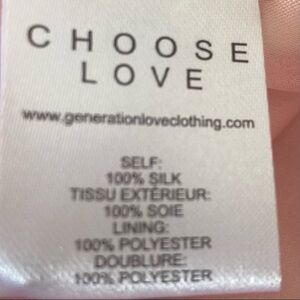 CHOOSE
LOVE
www.generationloveclothing.com
SELF:
100% SILK
TISSU EXTÉRIEUR:
100% SOIE
LINING:
100% POLYESTER
DOUBLURE:
100% POLYESTER